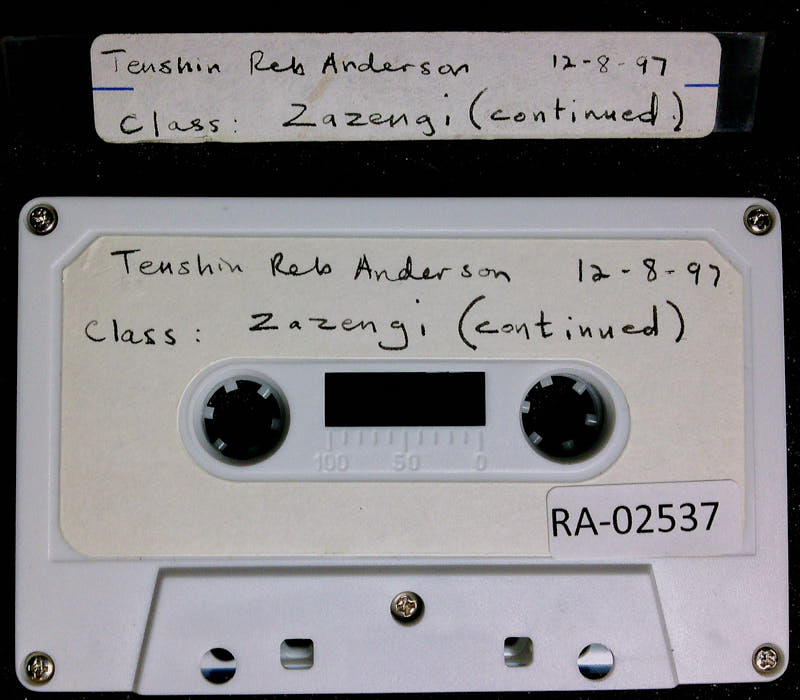 Tenshin Reb Anderson 12-8-97
Class: Zazengi (continued.)
Tenshin Reb Anderson 12-8-97
Class: Zazengi (continued)
100 50 0
RA-02537